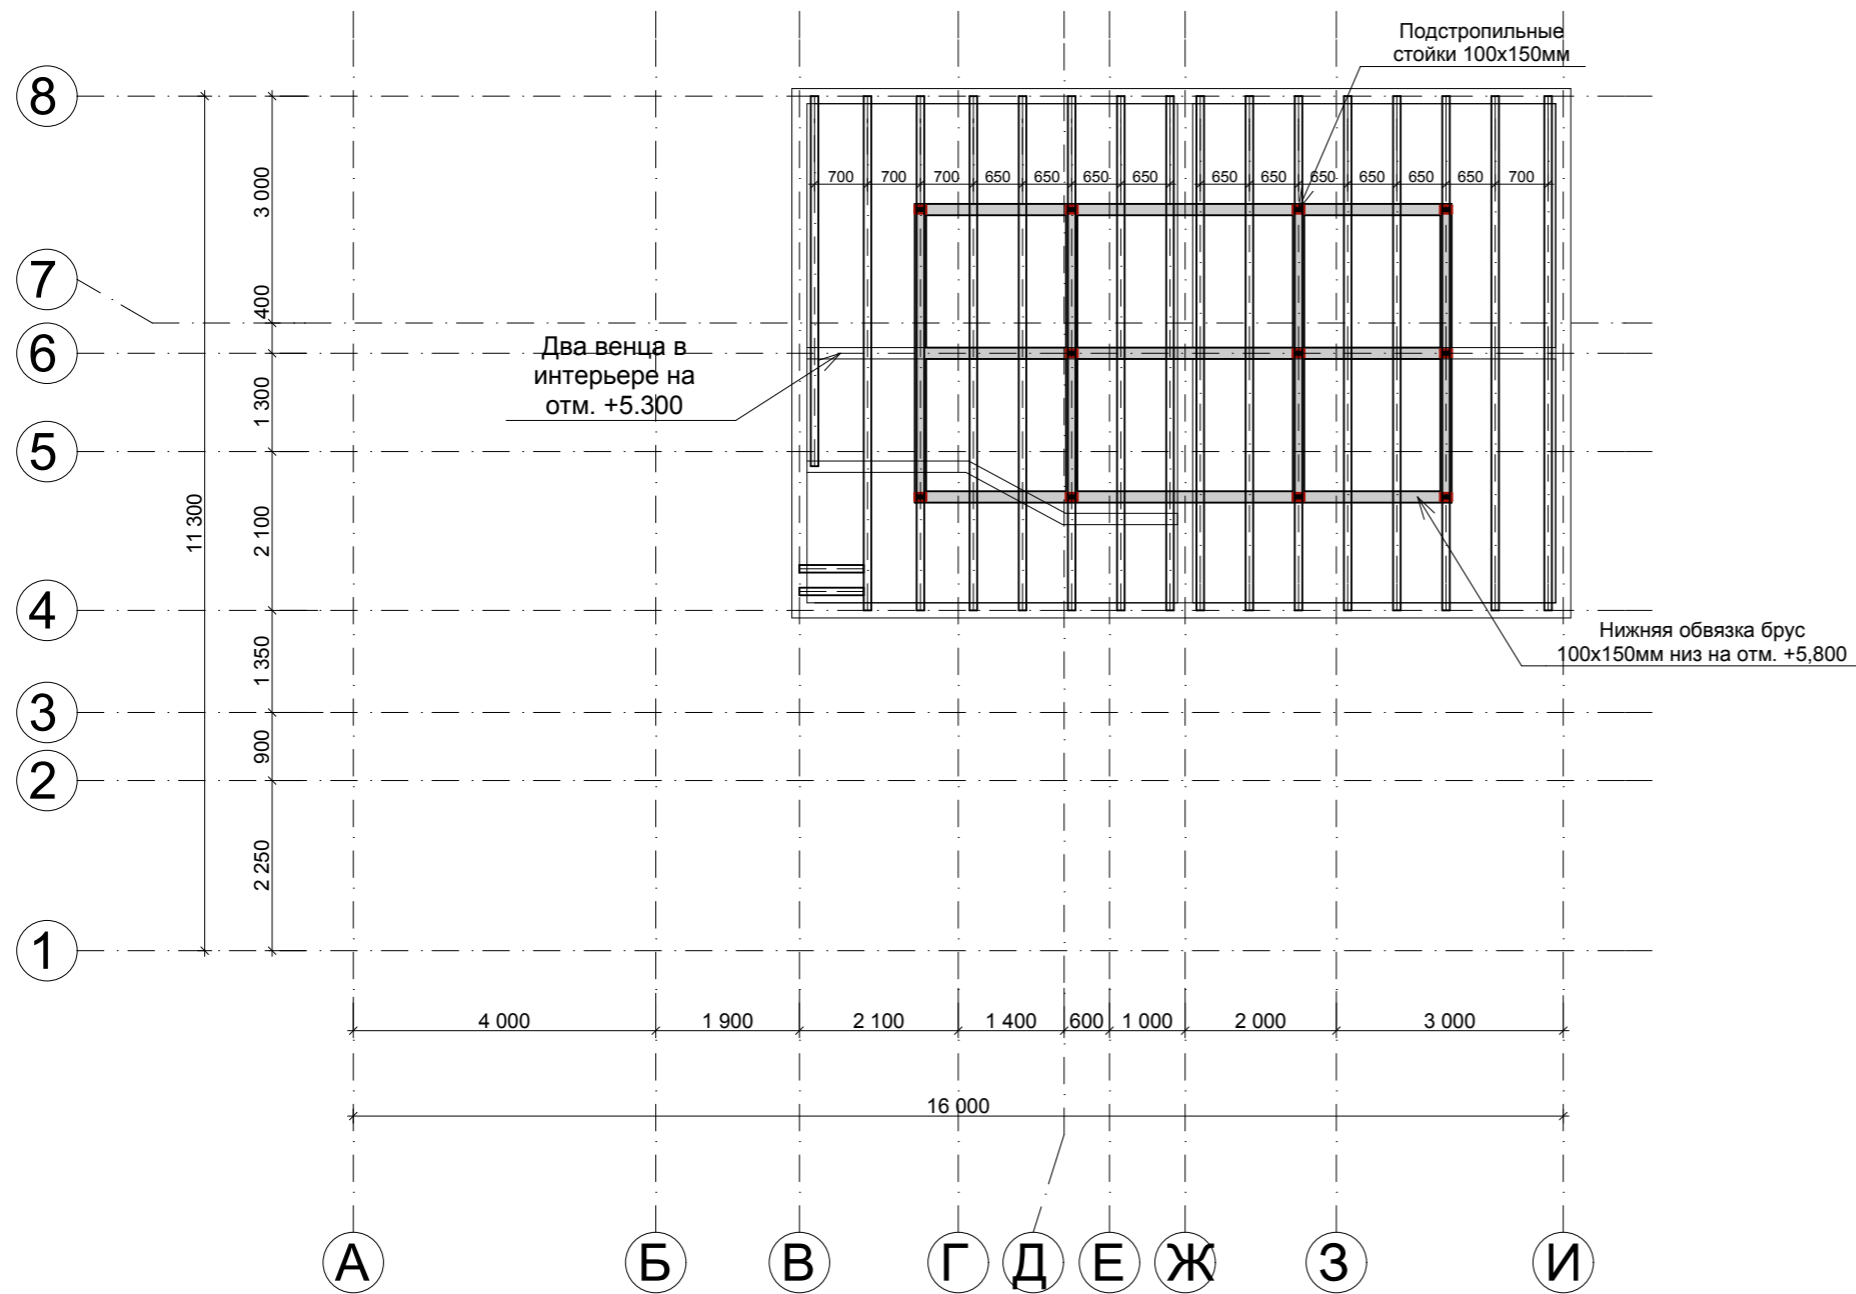 Подстропильные
стойки 100х150мм
8
7
6
5
4
3
2
1
11 300
3 000
400
1 300
2 100
1 350
900
2 250
700 700 700 650 650 650 650 650 650 650 650 650 650 700
Два венца в
интерьере на
отм. +5.300
Нижняя обвязка брус
100х150мм низ на отм. +5,800
4 000 1 900 2 100 1 400 600 1 000 2 000 3 000
16 000
А Б В Г Д Е Ж З И